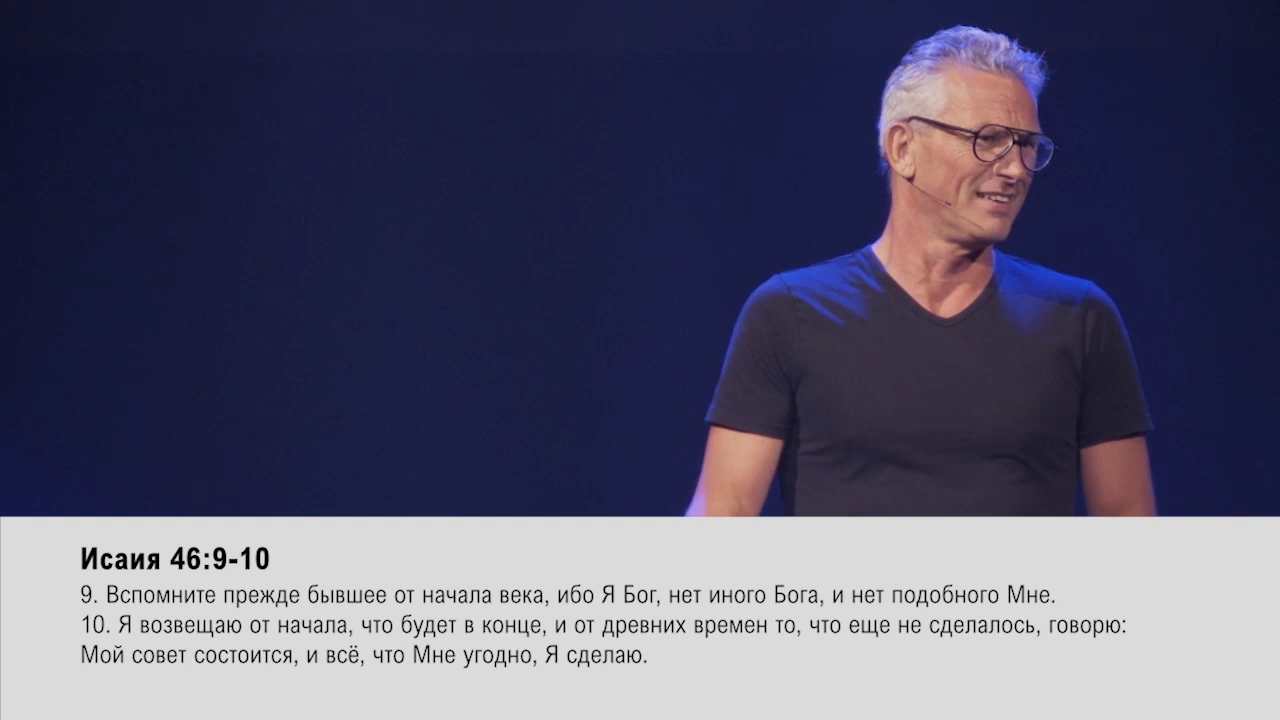 Исаия 46:9-10
9. Вспомните прежде бывшее от начала века, ибо Я Бог, нет иного Бога, и нет подобного Мне.
10. Я возвещаю от начала, что будет в конце, и от древних времен то, что еще не сделалось, говорю:
Мой совет состоится, и всё, что Мне угодно, Я сделаю.